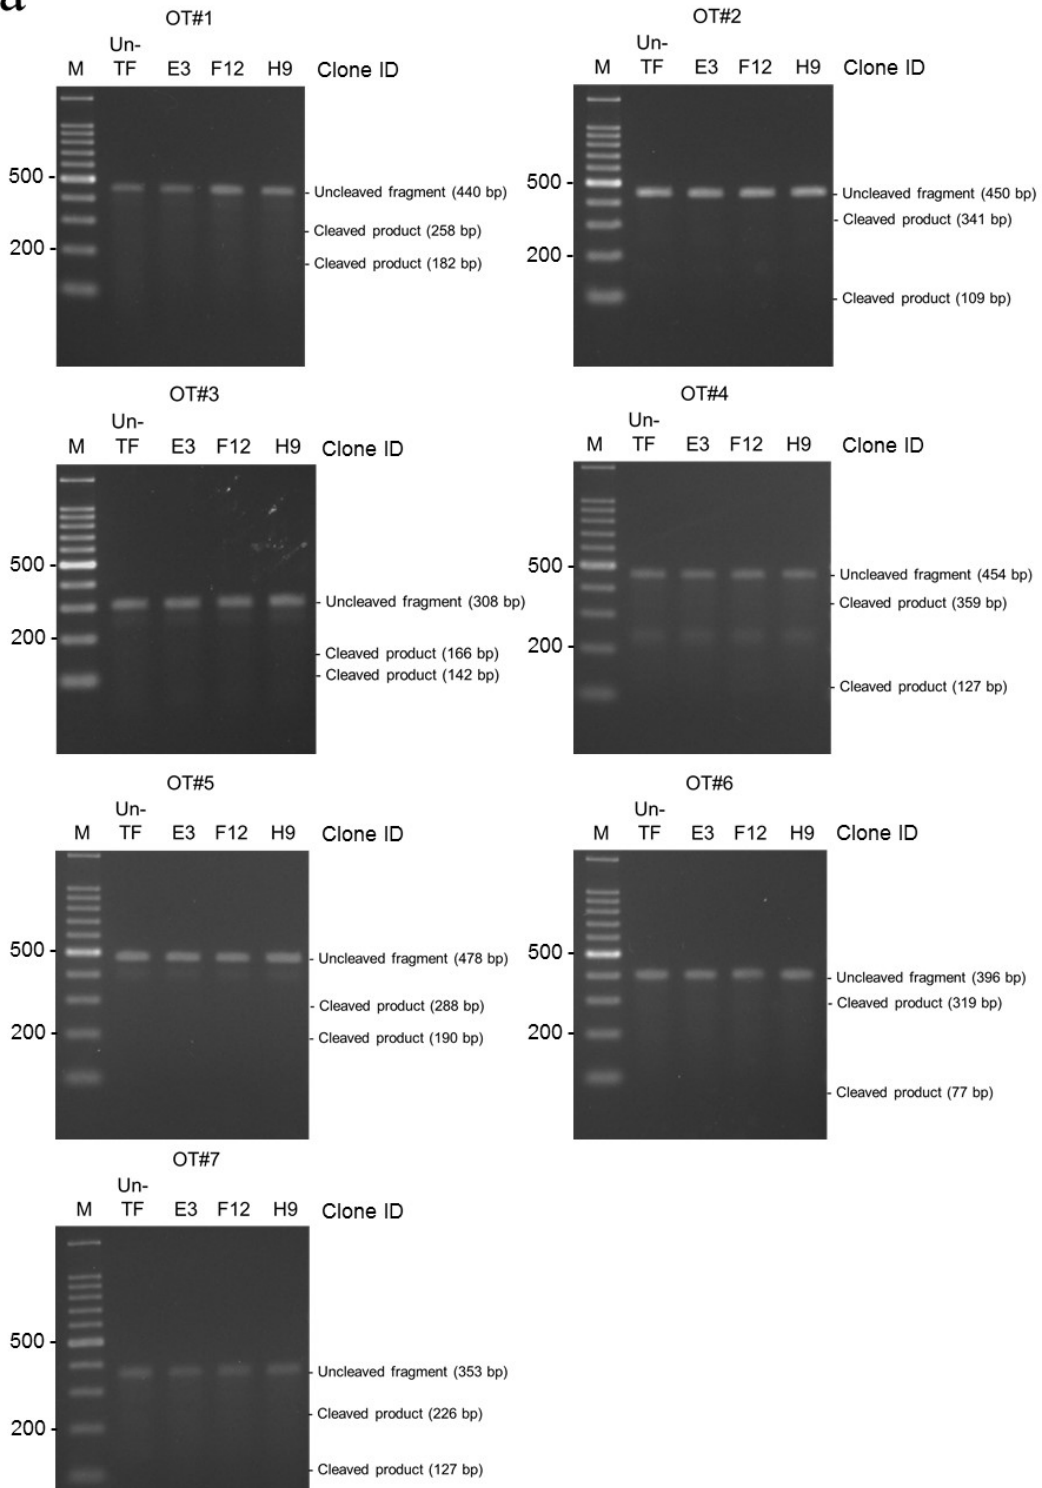 a
OT#1
Un-
M TF E3 F12 H9 Clone ID
500
Uncleaved fragment (440 bp)
Cleaved product (258 bp)
200
Cleaved product (182 bp)
OT#2
Un-
M TF E3 F12 H9 Clone ID
500
Uncleaved fragment (450 bp)
Cleaved product (341 bp)
200
Cleaved product (109 bp)
OT#3
Un-
M TF E3 F12 H9 Clone ID
500
Uncleaved fragment (308 bp)
200
Cleaved product (166 bp)
Cleaved product (142 bp)
OT#4
Un-
M TF E3 F12 H9 Clone ID
500
Uncleaved fragment (454 bp)
Cleaved product (359 bp)
200
Cleaved product (127 bp)
OT#5
Un-
M TF E3 F12 H9 Clone ID
500
Uncleaved fragment (478 bp)
Cleaved product (288 bp)
200
Cleaved product (190 bp)
OT#6
Un-
M TF E3 F12 H9 Clone ID
500
Uncleaved fragment (396 bp)
Cleaved product (319 bp)
200
Cleaved product (77 bp)
OT#7
Un-
M TF E3 F12 H9 Clone ID
500
Uncleaved fragment (353 bp)
Cleaved product (226 bp)
200
Cleaved product (127 bp)